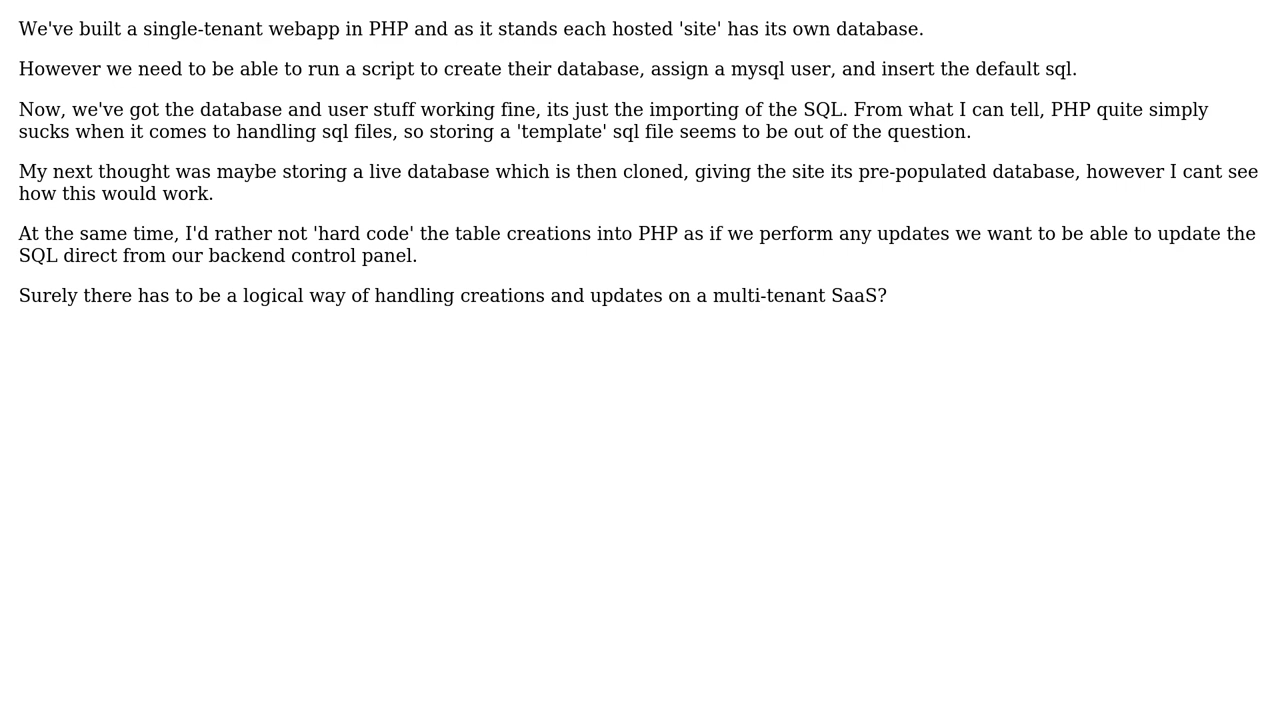 We've built a single-tenant webapp in PHP and as it stands each hosted 'site' has its own database.
However we need to be able to run a script to create their database, assign a mysql user, and insert the default sql.
Now, we've got the database and user stuff working fine, its just the importing of the SQL. From what I can tell, PHP quite simply
sucks when it comes to handling sql files, so storing a 'template' sql file seems to be out of the question.
My next thought was maybe storing a live database which is then cloned, giving the site its pre-populated database, however I cant see
how this would work.
At the same time, I'd rather not 'hard code' the table creations into PHP as if we perform any updates we want to be able to update the
SQL direct from our backend control panel.
Surely there has to be a logical way of handling creations and updates on a multi-tenant SaaS?